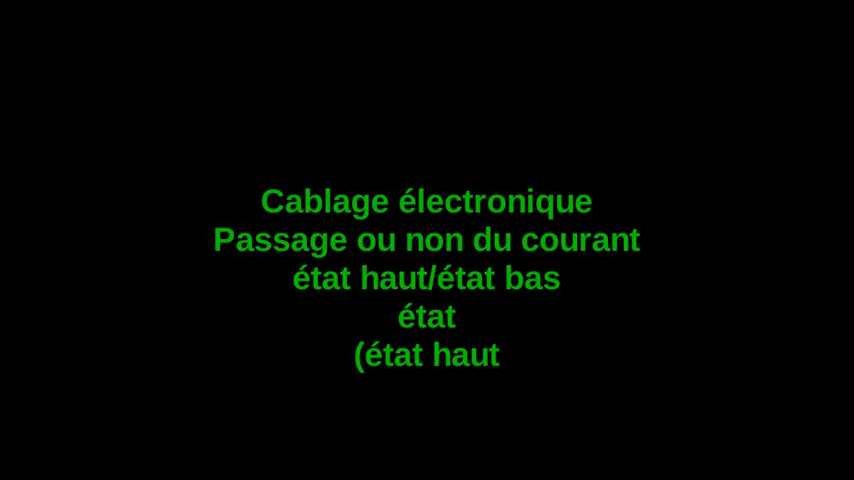 Cablage électronique
Passage ou non du courant
état haut/état bas
état
(état haut